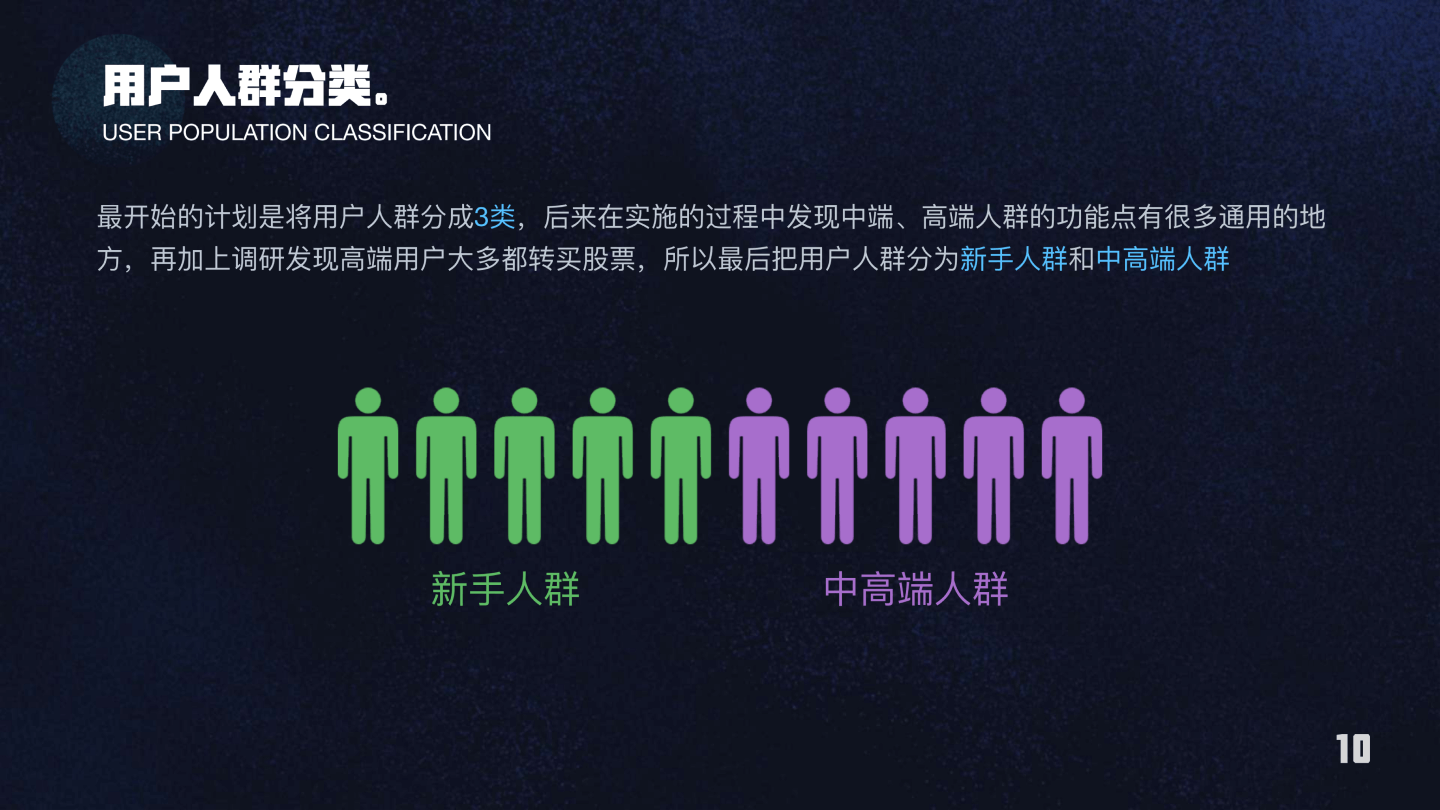 用户人群分类。
USER POPULATION CLASSIFICATION
最开始的计划是将用户人群分成3类，后来在实施的过程中发现中端、高端人群的功能点有很多通用的地
方，再加上调研发现高端用户大多都转买股票，所以最后把用户人群分为新手人群和中高端人群
新手人群
中高端人群
10